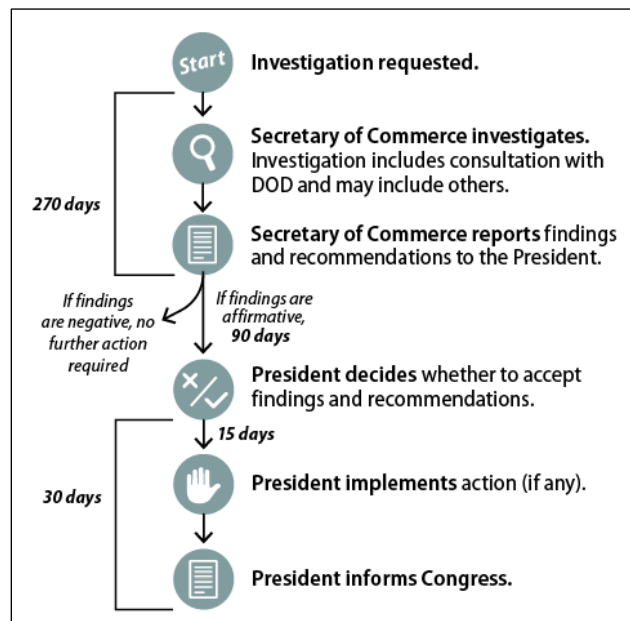 Start
Investigation requested.
Secretary of Commerce investigates.
Investigation includes consultation with
DOD and may include others.
270 days
Secretary of Commerce reports findings
and recommendations to the President.
If findings
are negative, no
further action
required
If findings are
affirmative,
90 days
President decides whether to accept
findings and recommendations.
15 days
30 days
President implements action (if any).
President informs Congress.